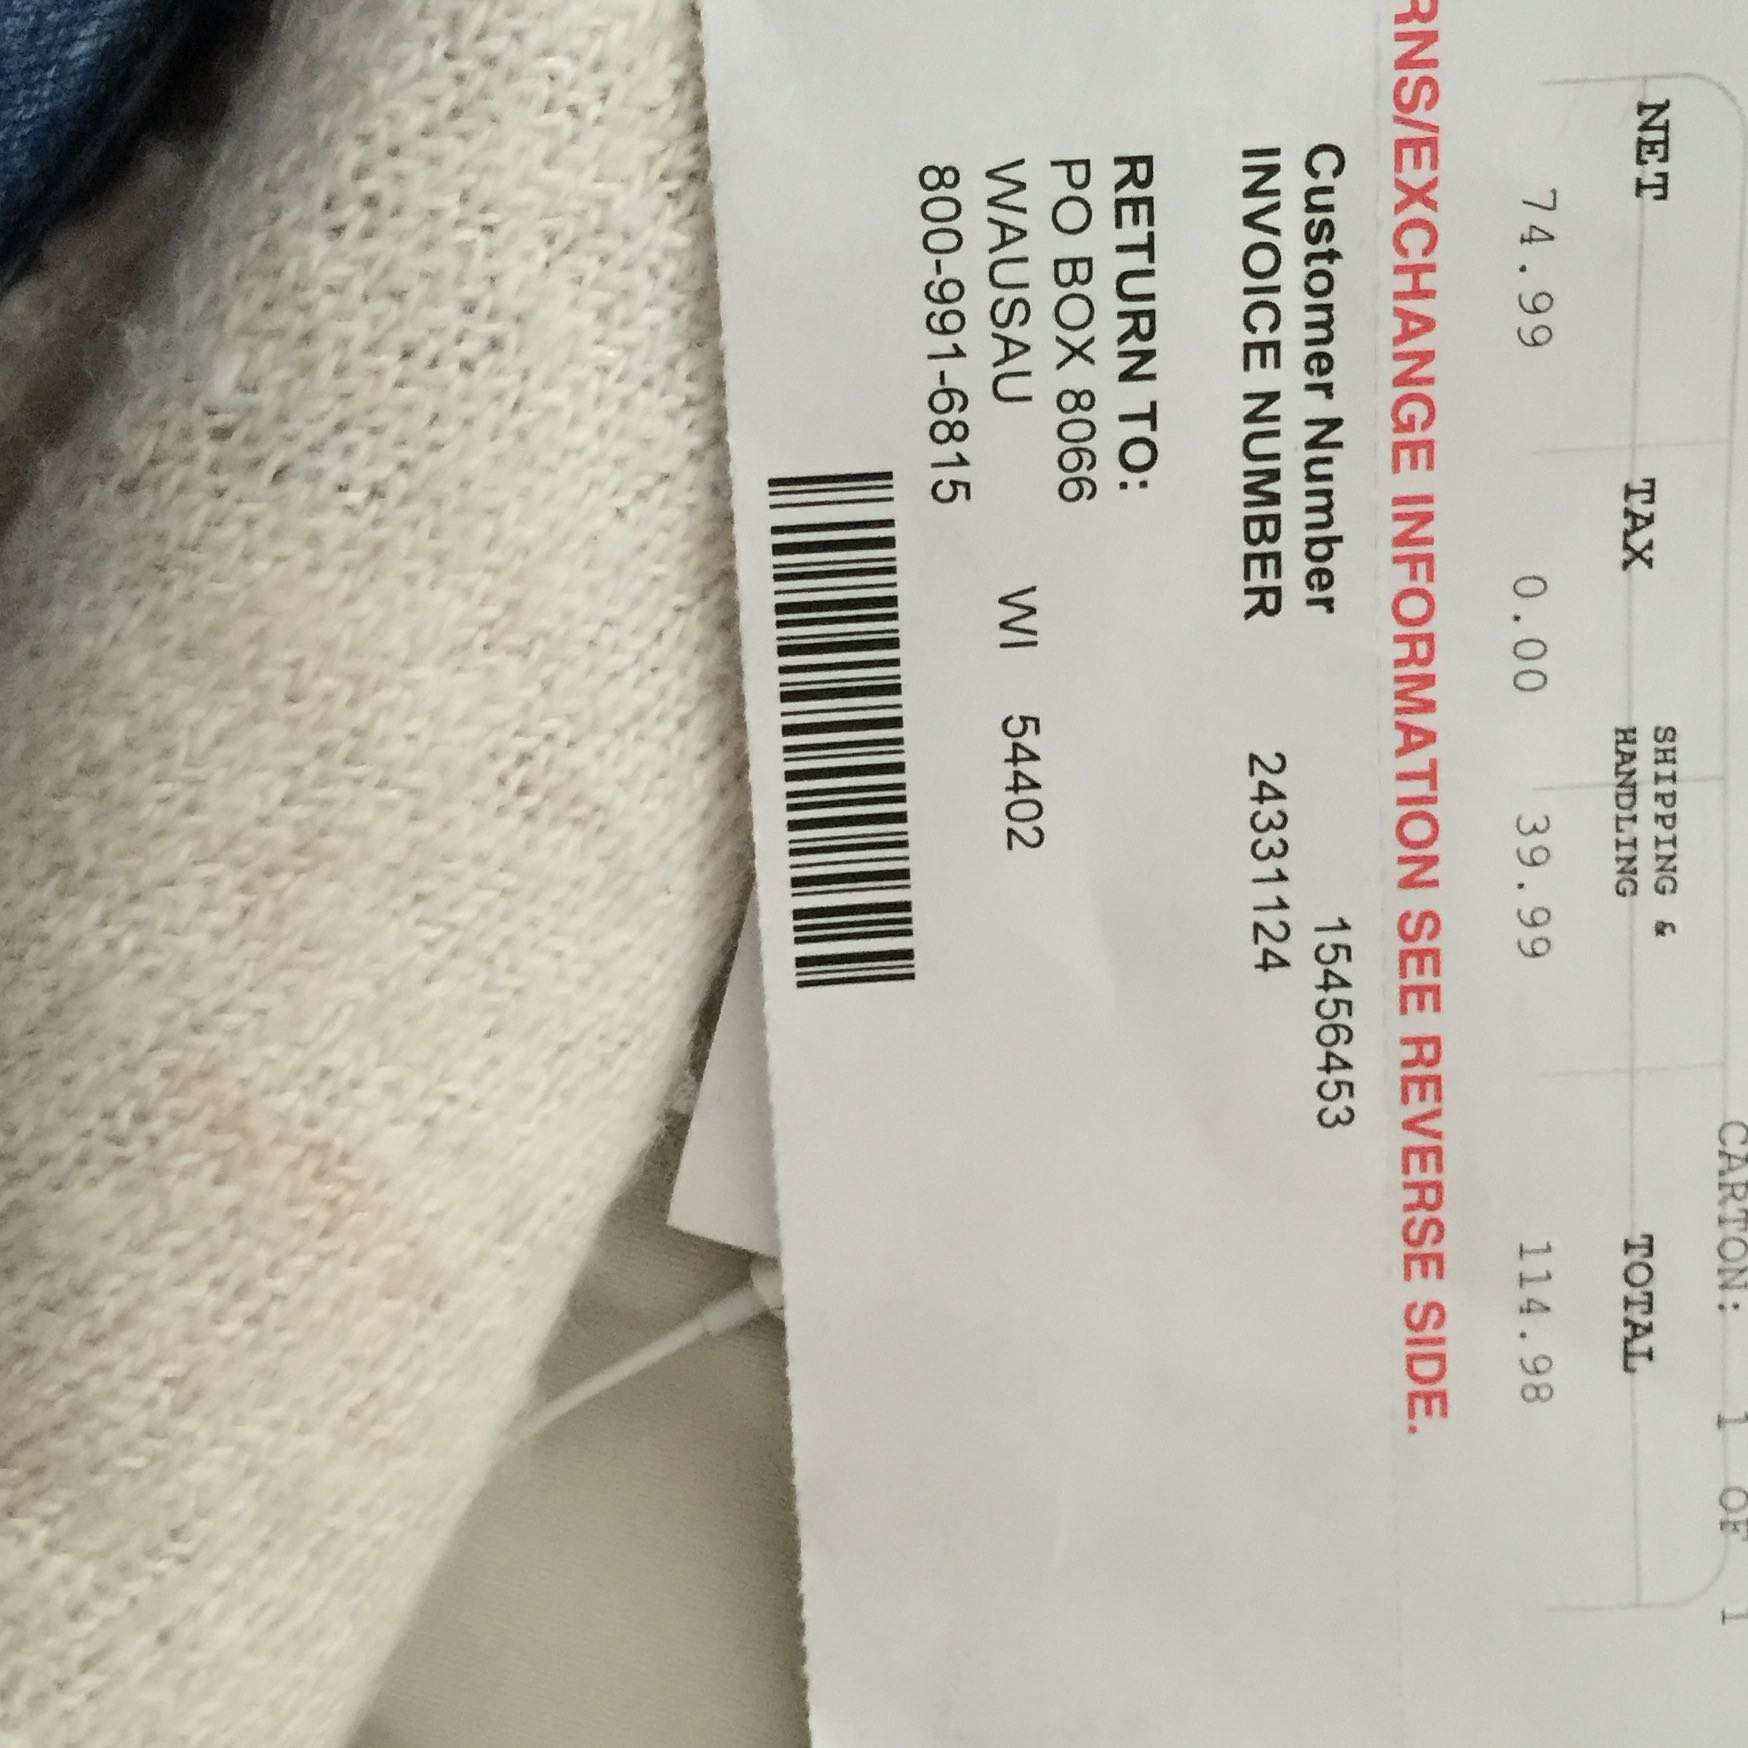 CARTON: 1 OF 1
NET TAX SHIPPING & HANDLING TOTAL
74.99 0.00 39.99 114.98
RNS/EXCHANGE INFORMATION SEE REVERSE SIDE.
Customer Number 15456453
INVOICE NUMBER 24331124
RETURN TO:
PO BOX 8066
WAUSAU WI 54402
800-991-6815